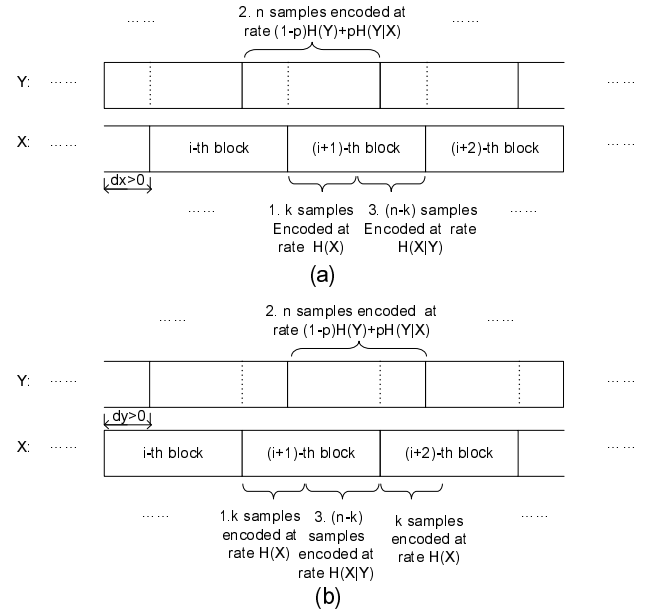 2. n samples encoded at
rate (1-p)H(Y)+pH(Y|X)
…… ……
Y: …… ……
X: …… i-th block (i+1)-th block (i+2)-th block ……
dx>0
…… 1. k samples 3. (n-k) samples ……
Encoded at Encoded at rate
rate H(X) H(X|Y)
(a)
2. n samples encoded at
…… rate (1-p)H(Y)+pH(Y|X) ……
Y: …… ……
dy>0
X: …… i-th block (i+1)-th block (i+2)-th block ……
…… 1.k samples 3. (n-k) k samples ……
encoded at samples encoded at
rate H(X) encoded at rate H(X)
rate H(X|Y)
(b)